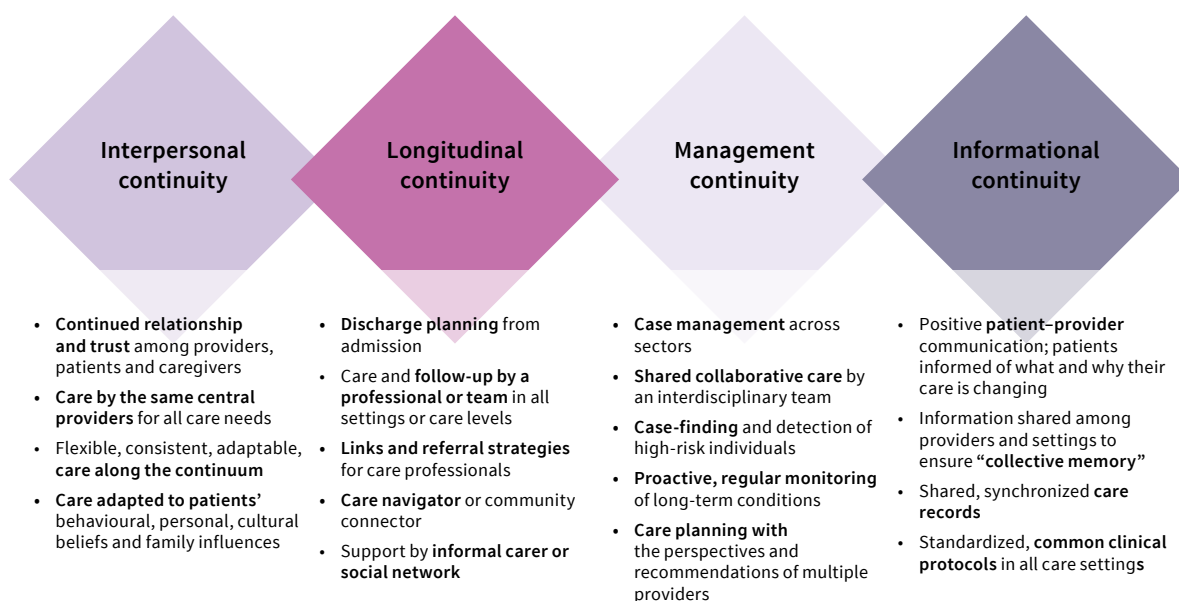 Interpersonal
continuity
Longitudinal
continuity
Management
continuity
Informational
continuity
• Continued relationship
and trust among providers,
patients and caregivers
• Care by the same central
providers for all care needs
• Flexible, consistent, adaptable,
care along the continuum
• Care adapted to patients’
behavioural, personal, cultural
beliefs and family influences
• Discharge planning from
admission
• Care and follow-up by a
professional or team in all
settings or care levels
• Links and referral strategies
for care professionals
• Care navigator or community
connector
• Support by informal carer or
social network
• Case management across
sectors
• Shared collaborative care by
an interdisciplinary team
• Case-finding and detection of
high-risk individuals
• Proactive, regular monitoring
of long-term conditions
• Care planning with
the perspectives and
recommendations of multiple
providers
• Positive patient–provider
communication; patients
informed of what and why their
care is changing
• Information shared among
providers and settings to
ensure “collective memory”
• Shared, synchronized care
records
• Standardized, common clinical
protocols in all care settings